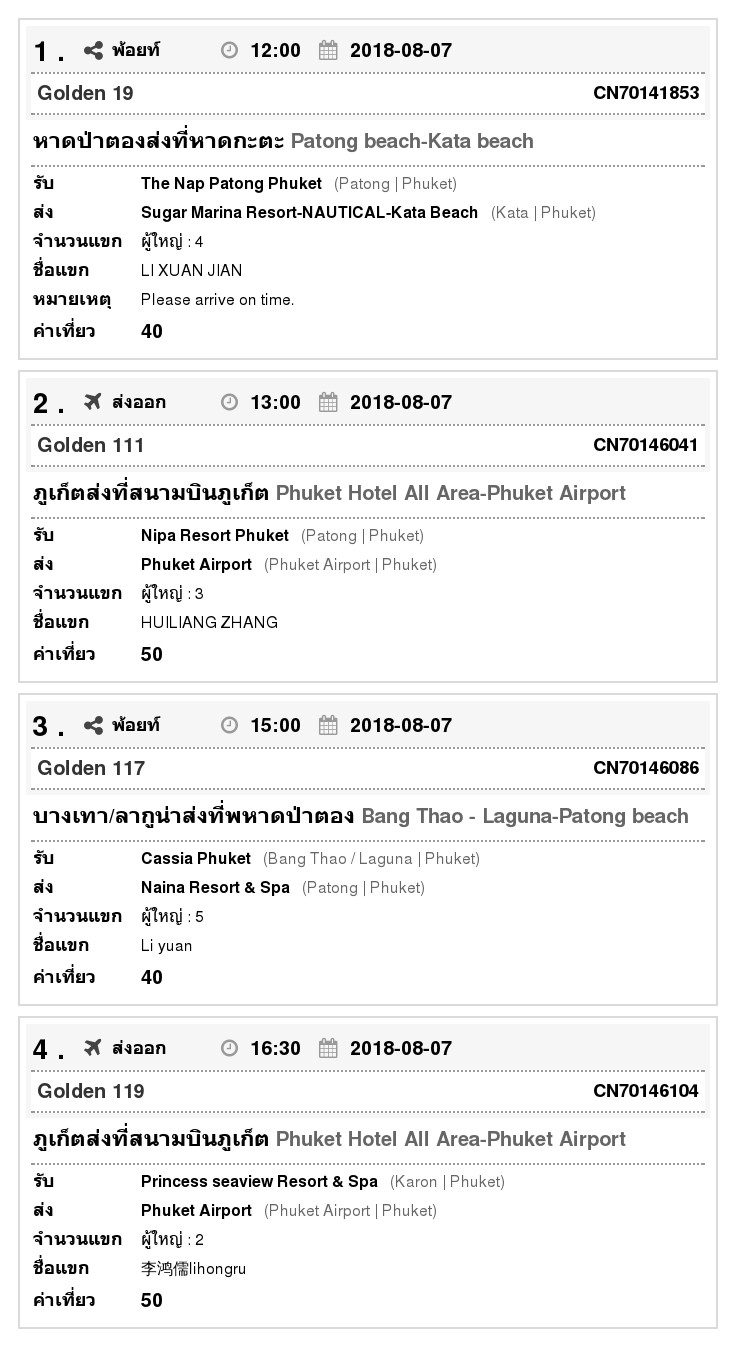 1 . พ้อยท์ 12:00 2018-08-07
Golden 19 CN70141853
หาดป่าตองส่งที่หาดกะตะ Patong beach-Kata beach
รับ The Nap Patong Phuket (Patong | Phuket)
ส่ง Sugar Marina Resort-NAUTICAL-Kata Beach (Kata | Phuket)
จำนวนแขก ผู้ใหญ่ : 4
ชื่อแขก LI XUAN JIAN
หมายเหตุ Please arrive on time.
ค่าเที่ยว 40
2 . ส่งออก 13:00 2018-08-07
Golden 111 CN70146041
ภูเก็ตส่งที่สนามบินภูเก็ต Phuket Hotel All Area-Phuket Airport
รับ Nipa Resort Phuket (Patong | Phuket)
ส่ง Phuket Airport (Phuket Airport | Phuket)
จำนวนแขก ผู้ใหญ่ : 3
ชื่อแขก HUILIANG ZHANG
ค่าเที่ยว 50
3 . พ้อยท์ 15:00 2018-08-07
Golden 117 CN70146086
บางเทา/ลากูน่าส่งที่พหาดป่าตอง Bang Thao - Laguna-Patong beach
รับ Cassia Phuket (Bang Thao / Laguna | Phuket)
ส่ง Naina Resort & Spa (Patong | Phuket)
จำนวนแขก ผู้ใหญ่ : 5
ชื่อแขก Li yuan
ค่าเที่ยว 40
4 . ส่งออก 16:30 2018-08-07
Golden 119 CN70146104
ภูเก็ตส่งที่สนามบินภูเก็ต Phuket Hotel All Area-Phuket Airport
รับ Princess seaview Resort & Spa (Karon | Phuket)
ส่ง Phuket Airport (Phuket Airport | Phuket)
จำนวนแขก ผู้ใหญ่ : 2
ชื่อแขก 李鸿儒lihongru
ค่าเที่ยว 50